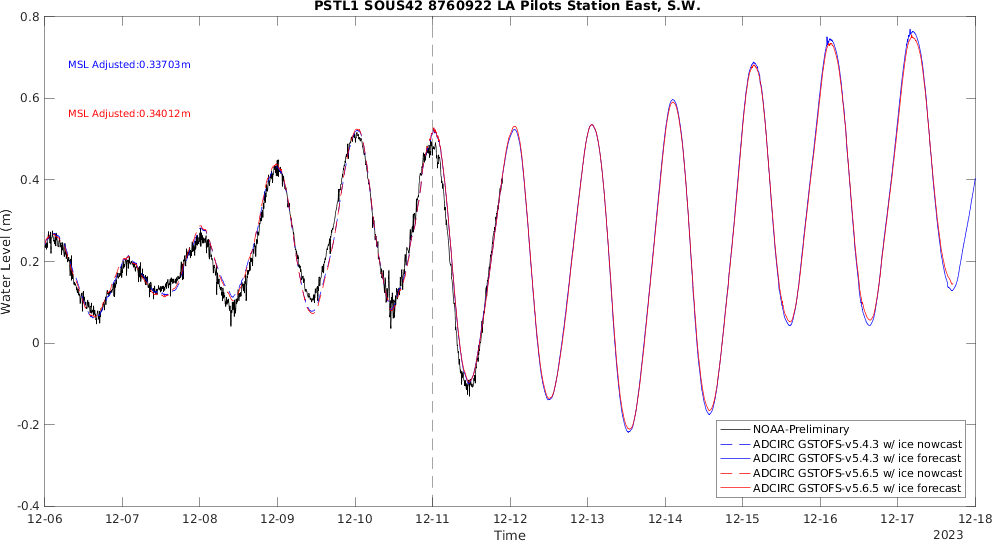 PSTL1 SOUS42 8760922 LA Pilots Station East, S.W.
0.8
MSL Adjusted:0.33703m
0.6
MSL Adjusted:0.34012m
0.4
Water Level (m)
0.2
0
-0.2
NOAA-Preliminary
ADCIRC GSTOFS-v5.4.3 w/ ice nowcast
ADCIRC GSTOFS-v5.4.3 w/ ice forecast
ADCIRC GSTOFS-v5.6.5 w/ ice nowcast
ADCIRC GSTOFS-v5.6.5 w/ ice forecast
-0.4
12-06 12-07 12-08 12-09 12-10 12-11 12-12 12-13 12-14 12-15 12-16 12-17 12-18
Time
2023